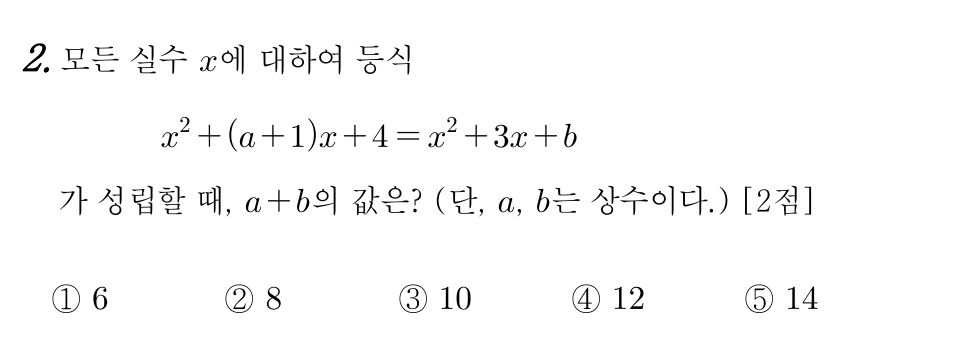 2. 모든 실수 x에 대하여 등식
x² + (a+1)x + 4 = x² + 3x + b
가 성립할 때, a+b의 값은? (단, a, b는 상수이다.) [2점]
① 6 ② 8 ③ 10 ④ 12 ⑤ 14